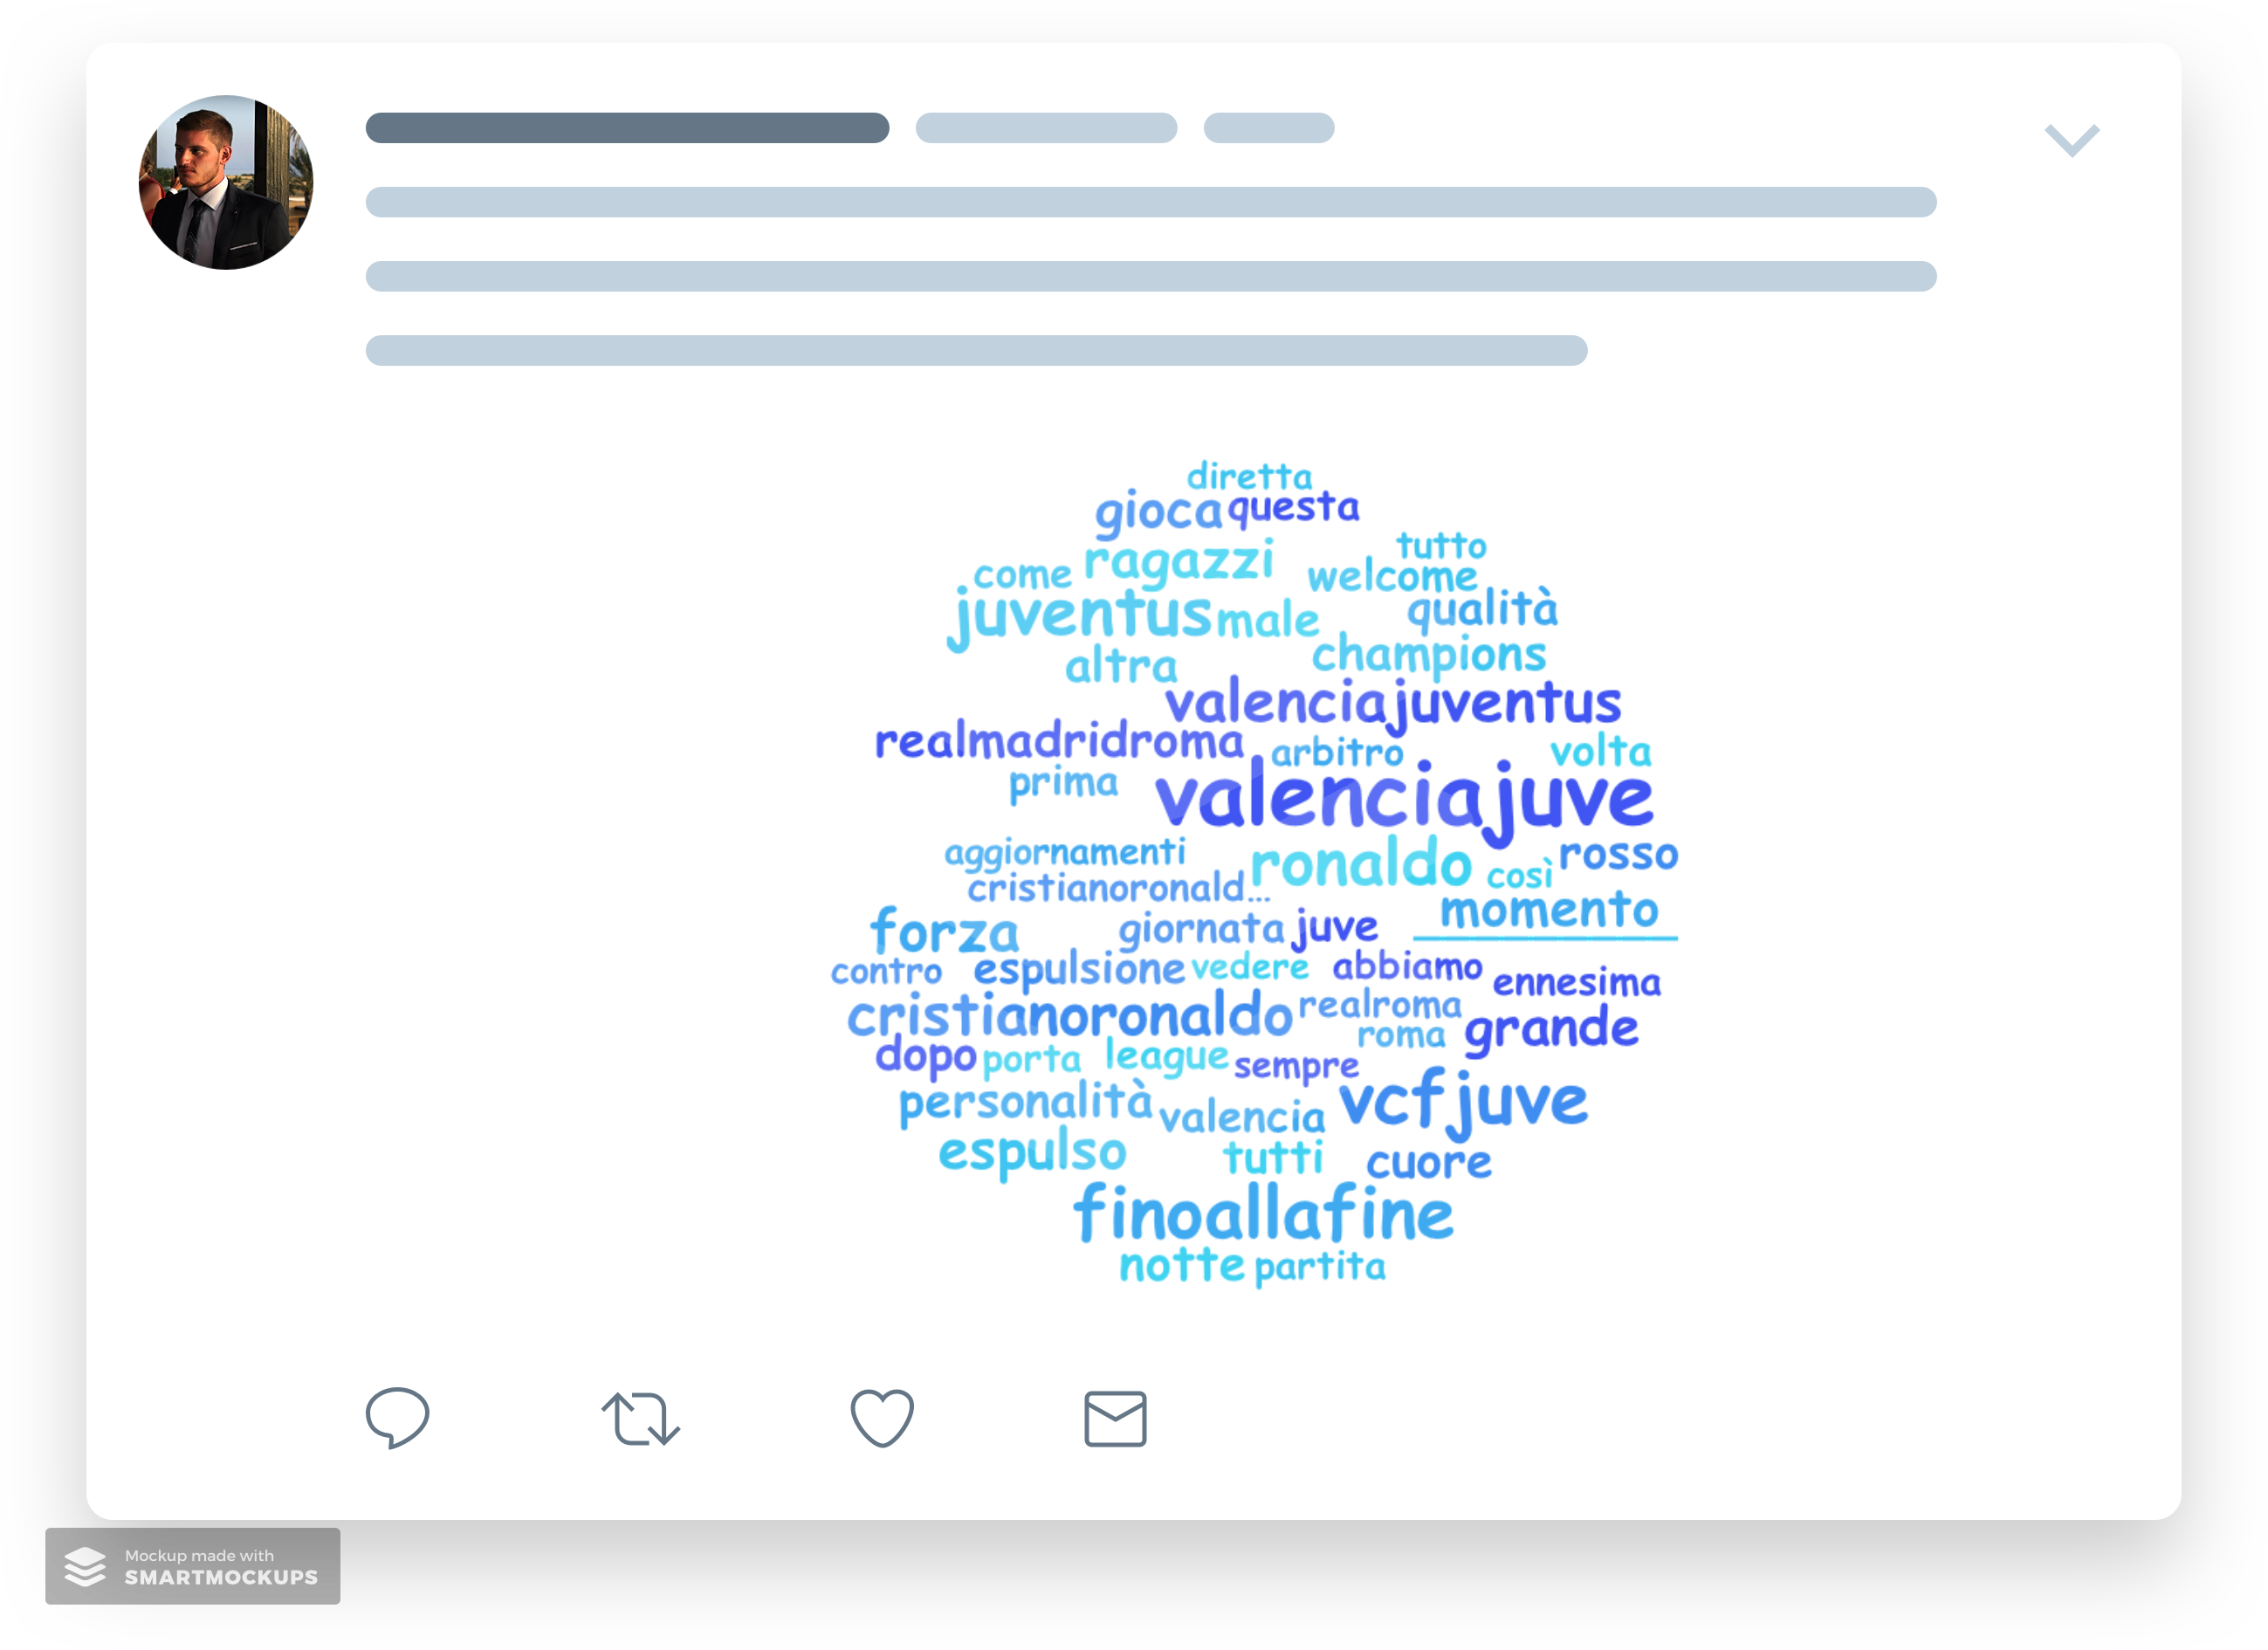 diretta
gioca questa
tutto
come ragazzi welcome
juventus male qualità
altra champions
valenciajuventus
realmadridroma arbitro volta
prima valenciajuve
aggiornamenti ronaldo così rosso
cristianoronald...
momento
forza giornata juve
contro espulsione vedere abbiamo ennesima
cristianoronaldo realroma
roma grande
dopo porta league sempre
personalità valencia vcfjuve
espulso tutti cuore
finoallafine
notte partita
Mockup made with
SMARTMOCKUPS